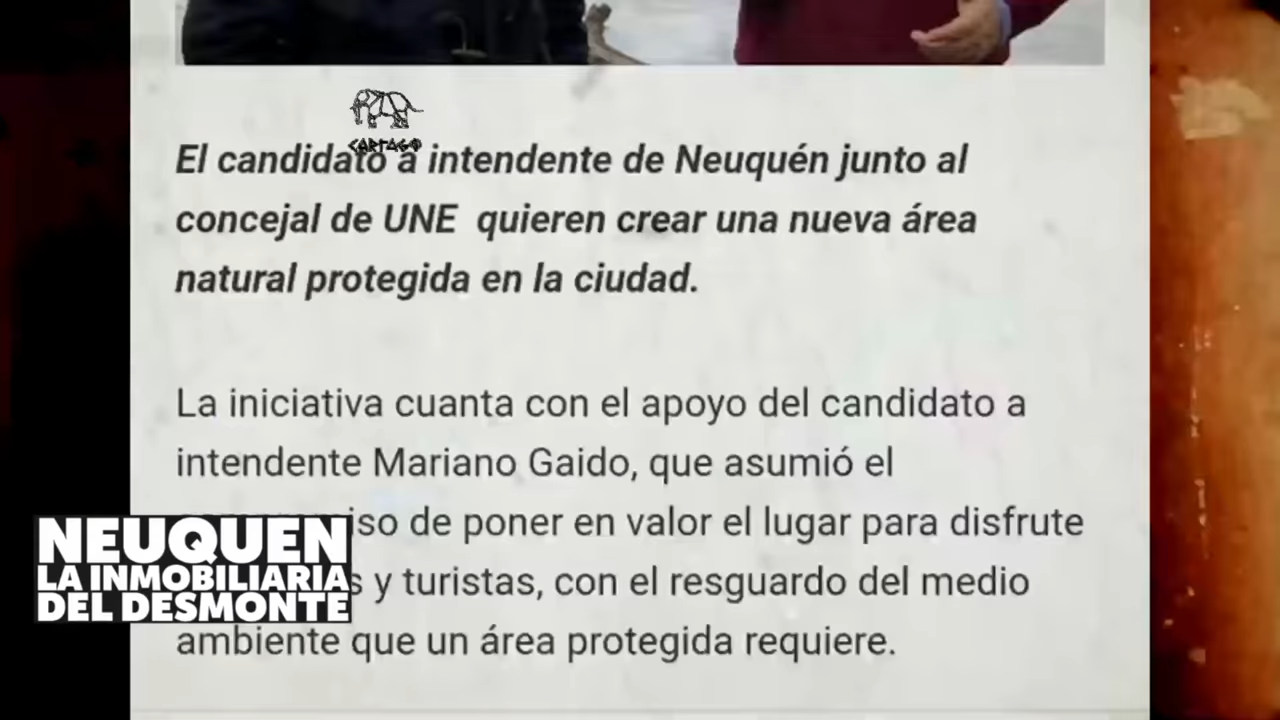 CARTAGO
El candidato a intendente de Neuquén junto al
concejal de UNE quieren crear una nueva área
natural protegida en la ciudad.
La iniciativa cuanta con el apoyo del candidato a
intendente Mariano Gaido, que asumió el
iso de poner en valor el lugar para disfrute
s y turistas, con el resguardo del medio
ambiente que un área protegida requiere.
NEUQUEN
LA INMOBILIARIA
DEL DESMONTE